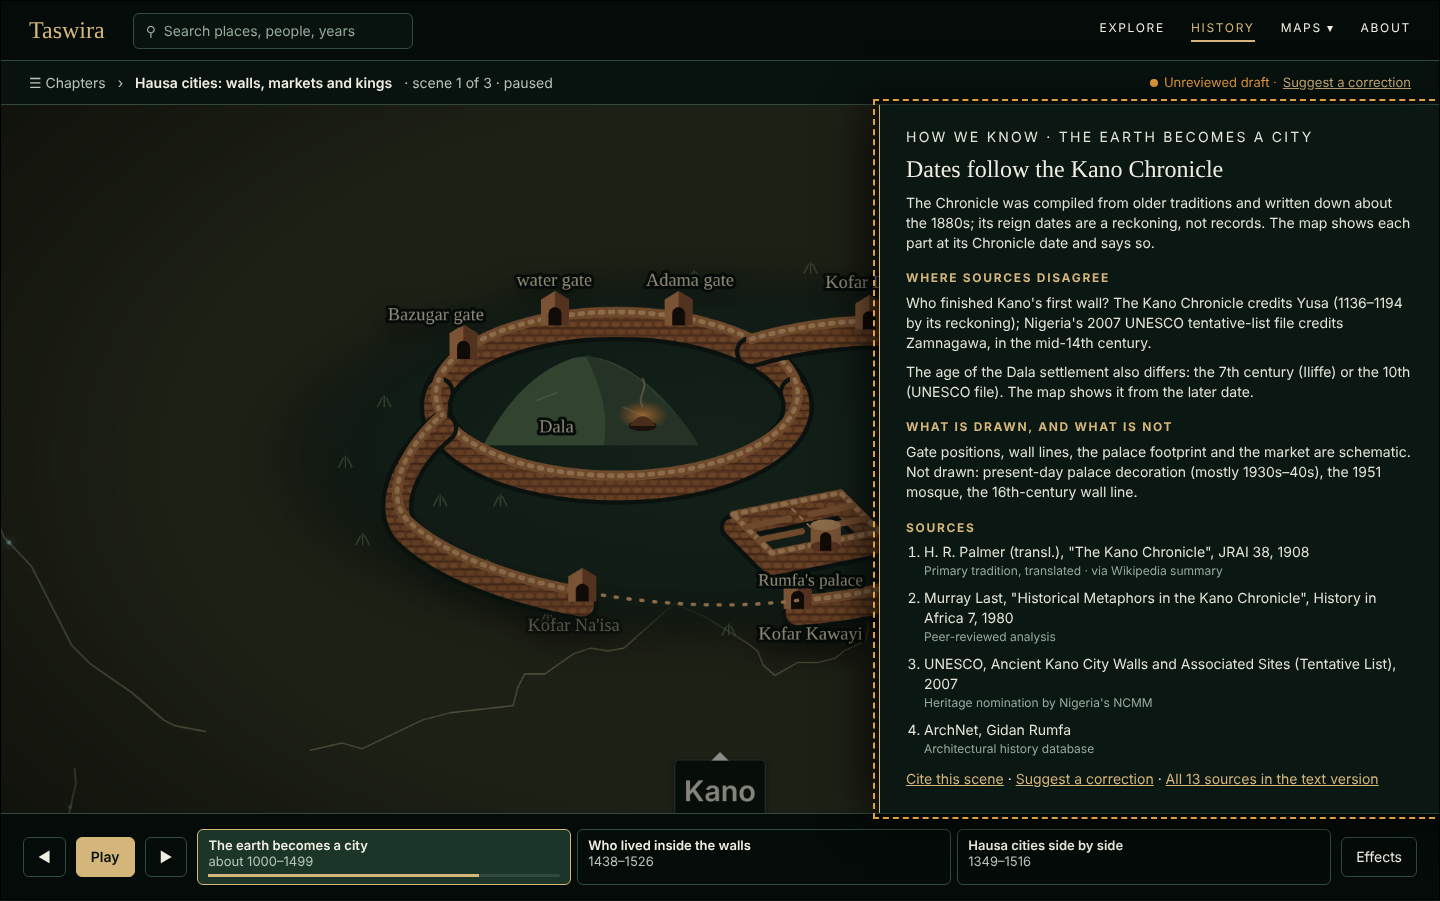 Taswira
Search places, people, years
EXPLORE
HISTORY
MAPS ▾
ABOUT
☰ Chapters › Hausa cities: walls, markets and kings · scene 1 of 3 · paused
Unreviewed draft · Suggest a correction
water gate
Adama gate
Kofar
Bazugar gate
Dala
Rumfa's palace
Kofar Na'isa
Kofar Kawayi
Kano
HOW WE KNOW · THE EARTH BECOMES A CITY
Dates follow the Kano Chronicle
The Chronicle was compiled from older traditions and written down about
the 1880s; its reign dates are a reckoning, not records. The map shows each
part at its Chronicle date and says so.
WHERE SOURCES DISAGREE
Who finished Kano's first wall? The Kano Chronicle credits Yusa (1136–1194
by its reckoning); Nigeria's 2007 UNESCO tentative-list file credits
Zamnagawa, in the mid-14th century.
The age of the Dala settlement also differs: the 7th century (Iliffe) or the 10th
(UNESCO file). The map shows it from the later date.
WHAT IS DRAWN, AND WHAT IS NOT
Gate positions, wall lines, the palace footprint and the market are schematic.
Not drawn: present-day palace decoration (mostly 1930s–40s), the 1951
mosque, the 16th-century wall line.
SOURCES
1. H. R. Palmer (transl.), "The Kano Chronicle", JRAI 38, 1908
Primary tradition, translated · via Wikipedia summary
2. Murray Last, "Historical Metaphors in the Kano Chronicle", History in
Africa 7, 1980
Peer-reviewed analysis
3. UNESCO, Ancient Kano City Walls and Associated Sites (Tentative List),
2007
Heritage nomination by Nigeria's NCMM
4. ArchNet, Gidan Rumfa
Architectural history database
Cite this scene · Suggest a correction · All 13 sources in the text version
Play
The earth becomes a city
about 1000–1499
Who lived inside the walls
1438–1526
Hausa cities side by side
1349–1516
Effects